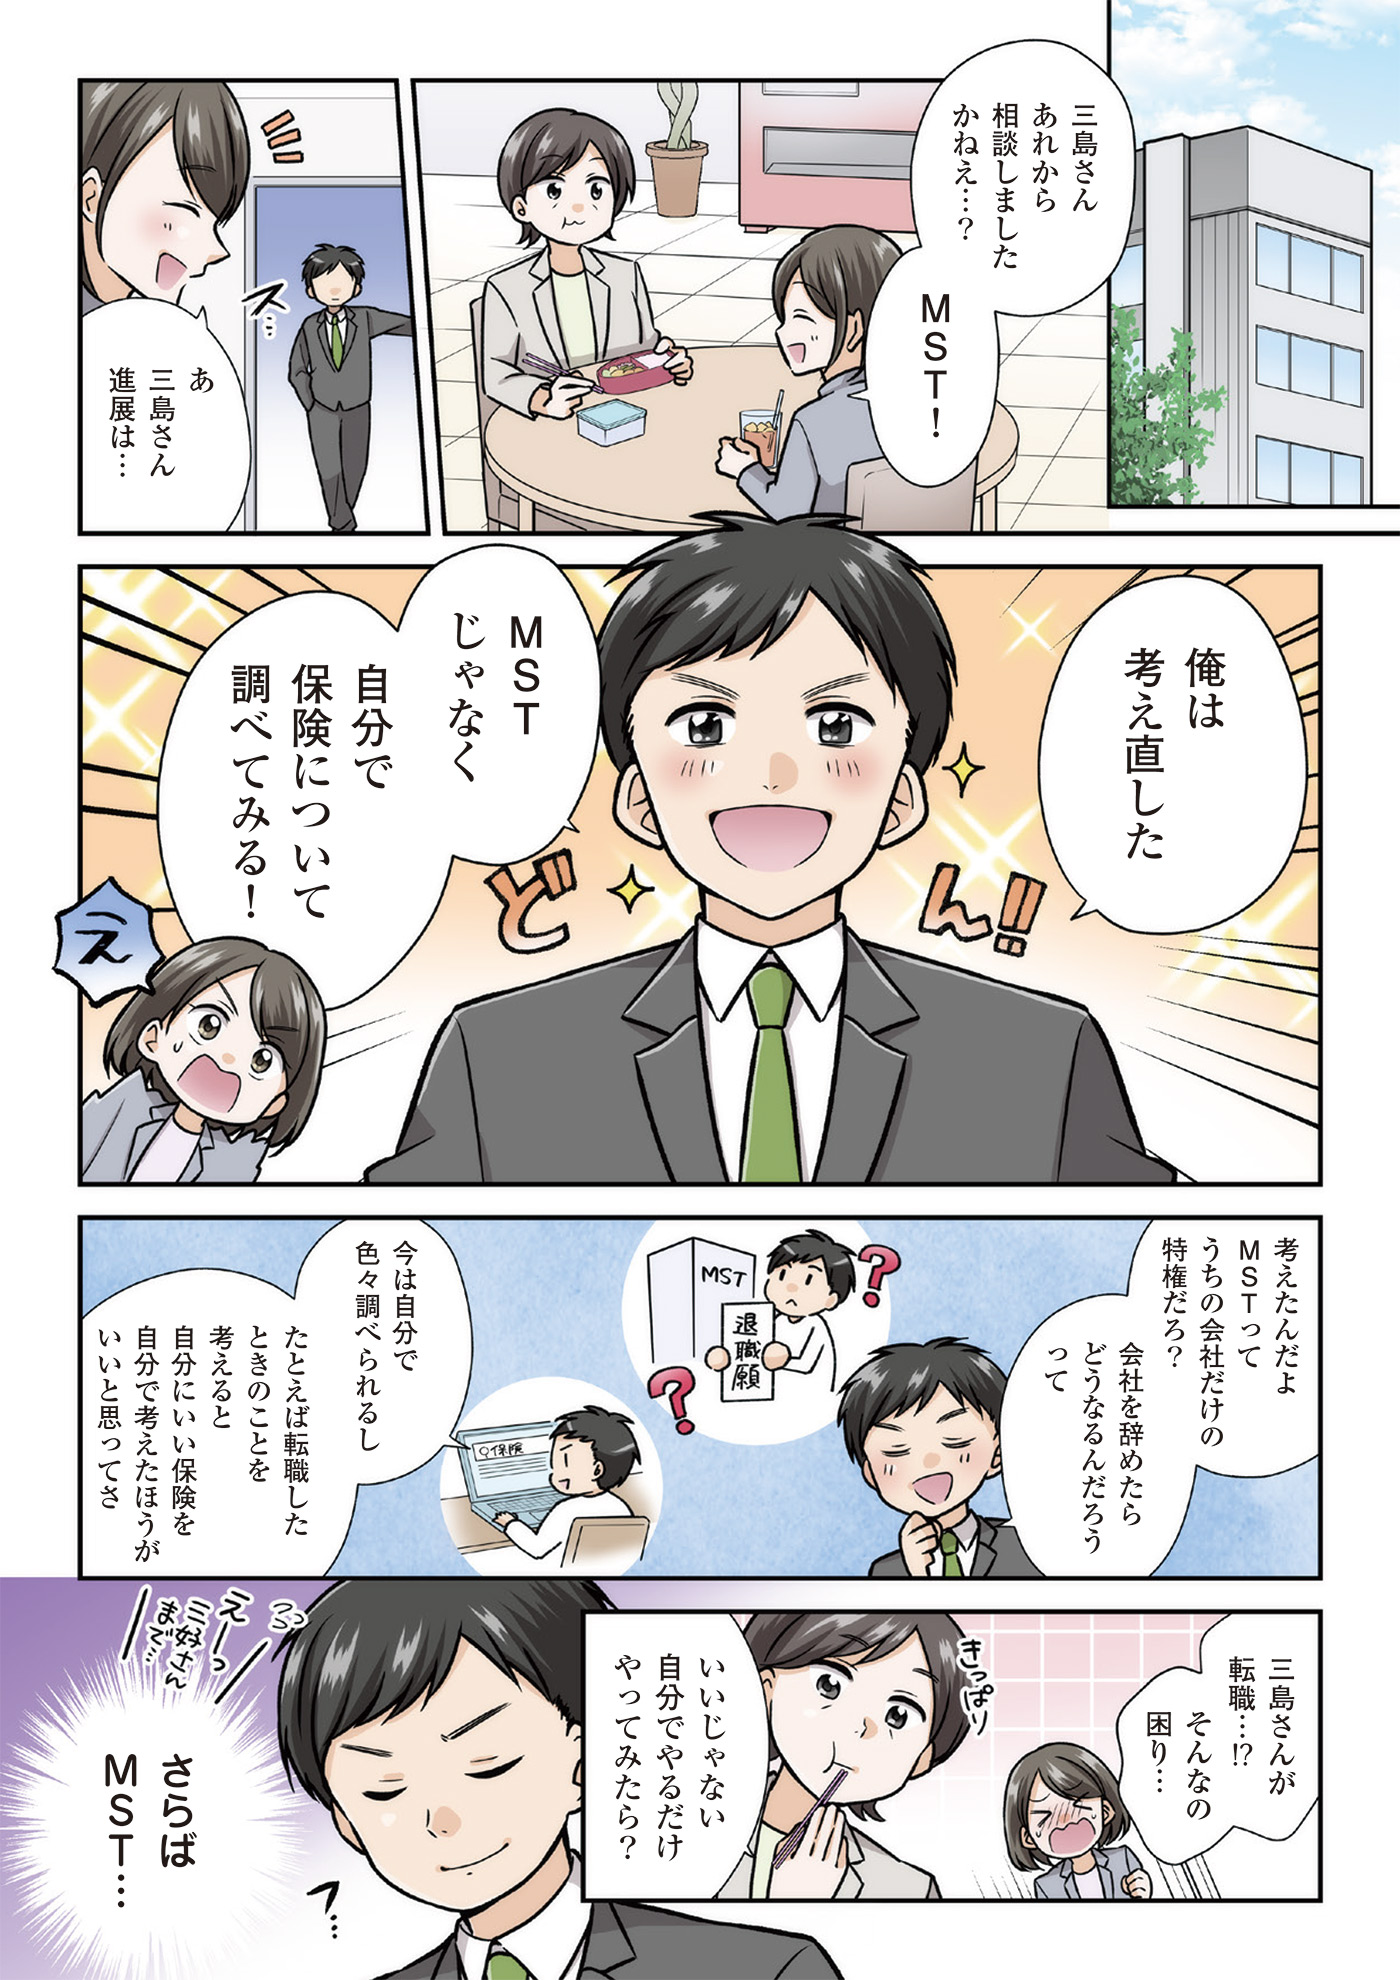 三島さん
あれから
相談しました
かねえ…?
MST!
あ
三島さん
進展は…
ス…
俺は
考え直した
MST
じゃなく
自分で
保険について
調べてみる!
どん!!
え
考えたんだよ
MSTって
うちの会社だけの
特権だろ?
会社を辞めたら
どうなるんだろう
って
MST
退職願
?
?
今は自分で
色々調べられるし
保険
たとえば転職した
ときのことを
考えると
自分にいい保険を
自分で考えたほうが
いいと思ってさ
三島さんが
転職…!?
そんなの
困り…
きっぱり
いいじゃない
自分でやるだけ
やってみたら?
えーっ
三好さん
まで…
さらば
MST…
フ…